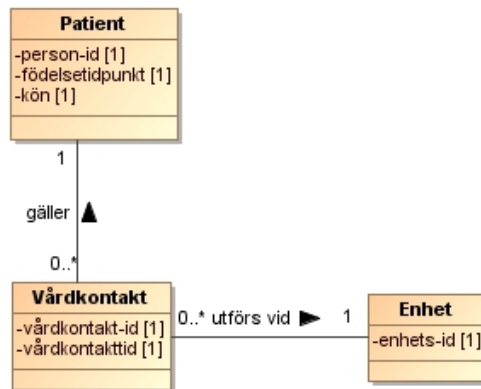 Patient
-person-id [1]
-födelsetidpunkt [1]
-kön [1]
1
gäller
0..*
Vårdkontakt
-vårdkontakt-id [1]
-vårdkontakttid [1]
0..* utförs vid 1
Enhet
-enhets-id [1]